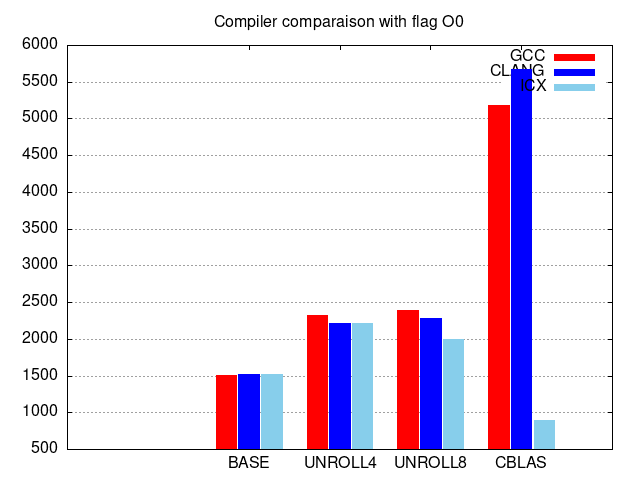 Compiler comparaison with flag O0
6000
5500
5000
4500
4000
3500
3000
2500
2000
1500
1000
500
GCC
CLANG
ICX
BASE UNROLL4 UNROLL8 CBLAS